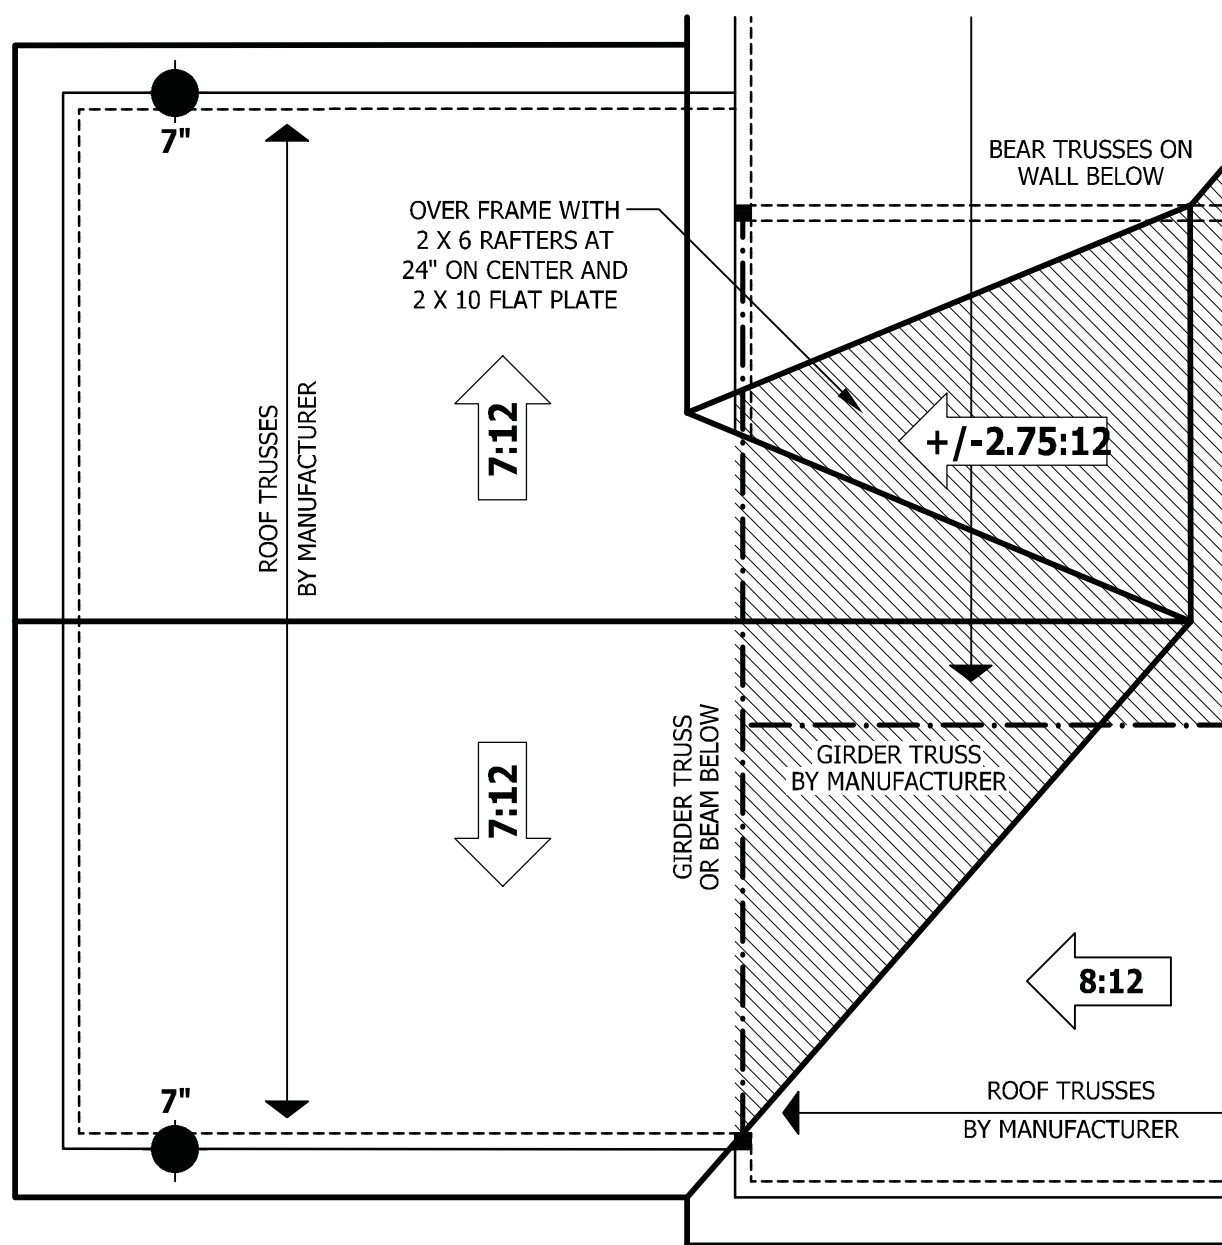 7"
BEAR TRUSSES ON
WALL BELOW
OVER FRAME WITH
2 X 6 RAFTERS AT
24" ON CENTER AND
2 X 10 FLAT PLATE
ROOF TRUSSES
BY MANUFACTURER
7:12
+/-2.75:12
GIRDER TRUSS
OR BEAM BELOW
GIRDER TRUSS
BY MANUFACTURER
7:12
8:12
7"
ROOF TRUSSES
BY MANUFACTURER